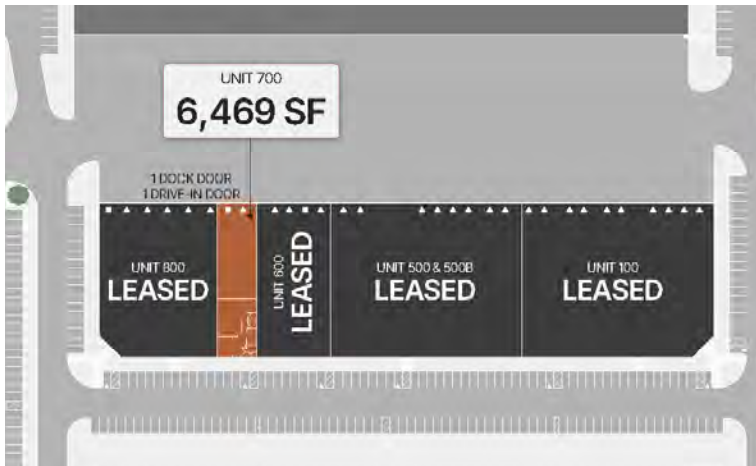 UNIT 700
6,469 SF
1 DOCK DOOR
1 DRIVE-IN DOOR
UNIT 800
LEASED
UNIT 600
LEASED
UNIT 500 & 500B
LEASED
UNIT 100
LEASED